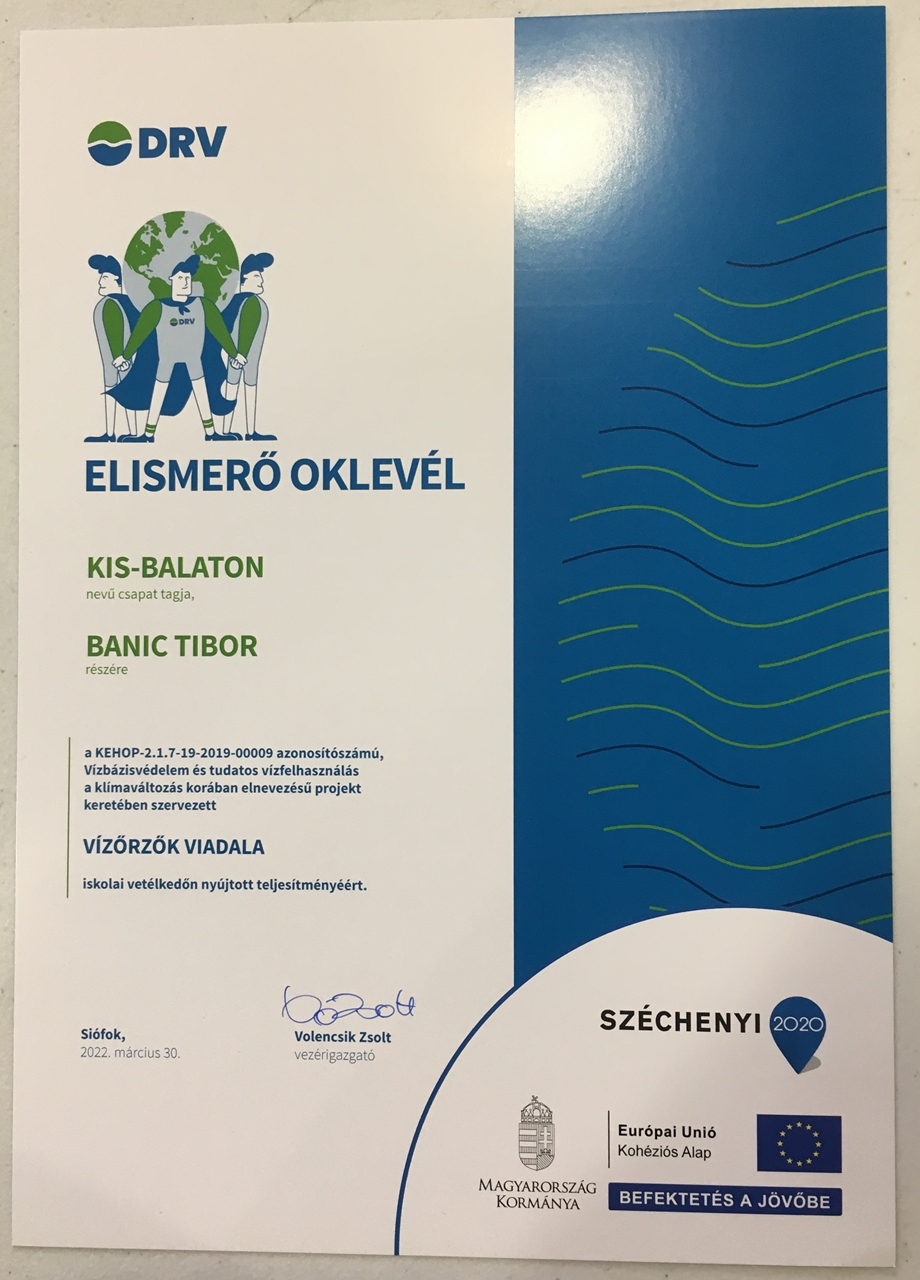 DRV
DRV
ELISMERŐ OKLEVÉL
KIS-BALATON
nevű csapat tagja,
BANIC TIBOR
részére
a KEHOP-2.1.7-19-2019-00009 azonosítószámú,
Vízbázisvédelem és tudatos vízfelhasználás
a klímaváltozás korában elnevezésű projekt
keretében szervezett
VÍZŐRZŐK VIADALA
iskolai vetélkedőn nyújtott teljesítményéért.
Siófok,
2022. március 30.
Volencsik Zsolt
vezérigazgató
SZÉCHENYI 2020
MAGYARORSZÁG
KORMÁNYA
Európai Unió
Kohéziós Alap
BEFEKTETÉS A JÖVŐBE